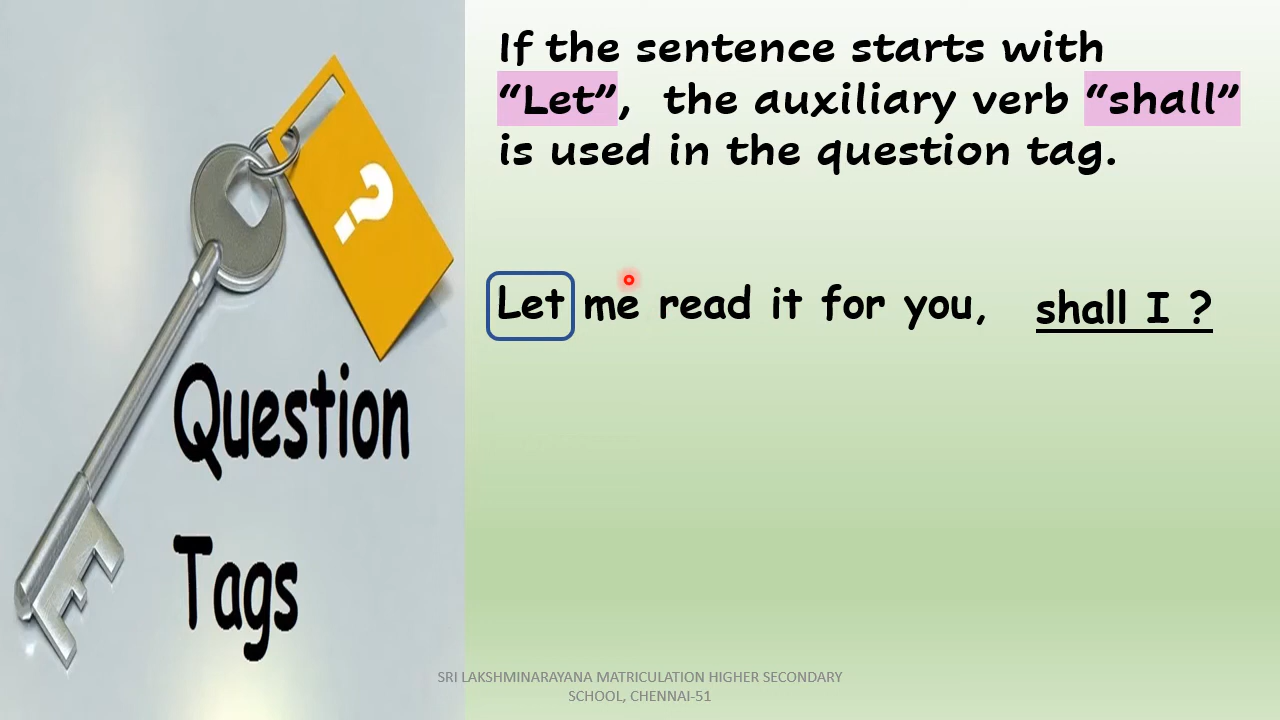 If the sentence starts with
“Let”, the auxiliary verb “shall”
is used in the question tag.
?
Let me read it for you, shall I ?
Question
Tags
SRI LAKSHMINARAYANA MATRICULATION HIGHER SECONDARY
SCHOOL, CHENNAI-51